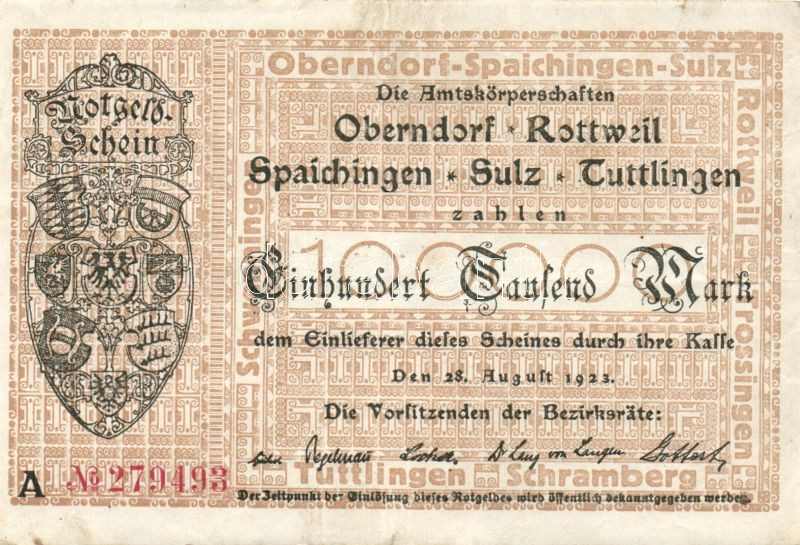 Notgeld-
Schein
Oberndorf-Spaichingen-Sulz
Die Amtskörperschaften
Oberndorf * Rottweil
Spaichingen * Sulz * Tuttlingen
zahlen
100000
Einhundert Tausend Mark
dem Einlieferer dieses Scheines durch ihre Kasse
Den 28. August 1923.
Die Vorsitzenden der Bezirksräte:
Rottweil
Trossingen
Schwenningen
Tuttlingen - Schramberg
A № 279493
Der Zeitpunkt der Einlösung dieses Notgeldes wird öffentlich bekanntgegeben werden.